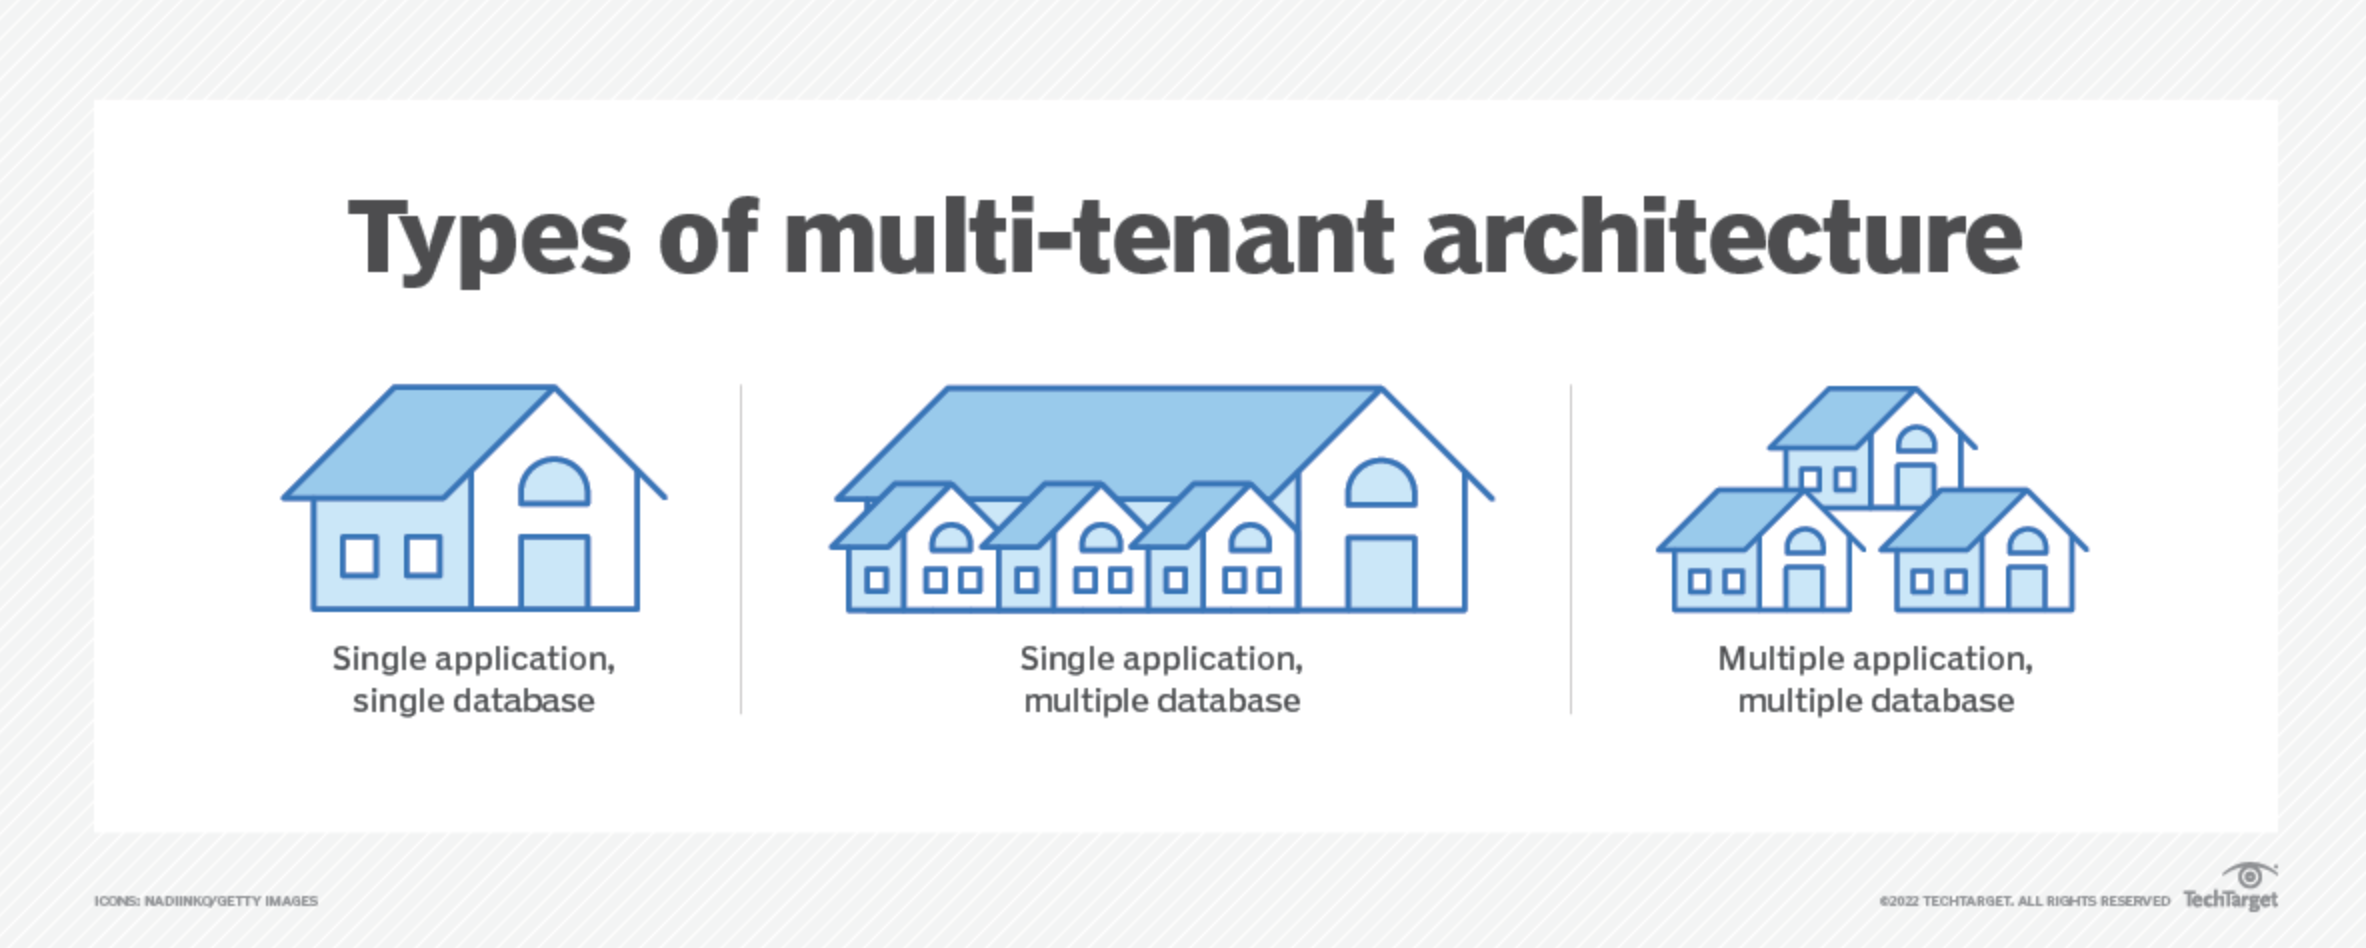 Types of multi-tenant architecture
Single application,
single database
Single application,
multiple database
Multiple application,
multiple database
ICONS: NADIINKO/GETTY IMAGES
©2022 TECHTARGET. ALL RIGHTS RESERVED
TechTarget